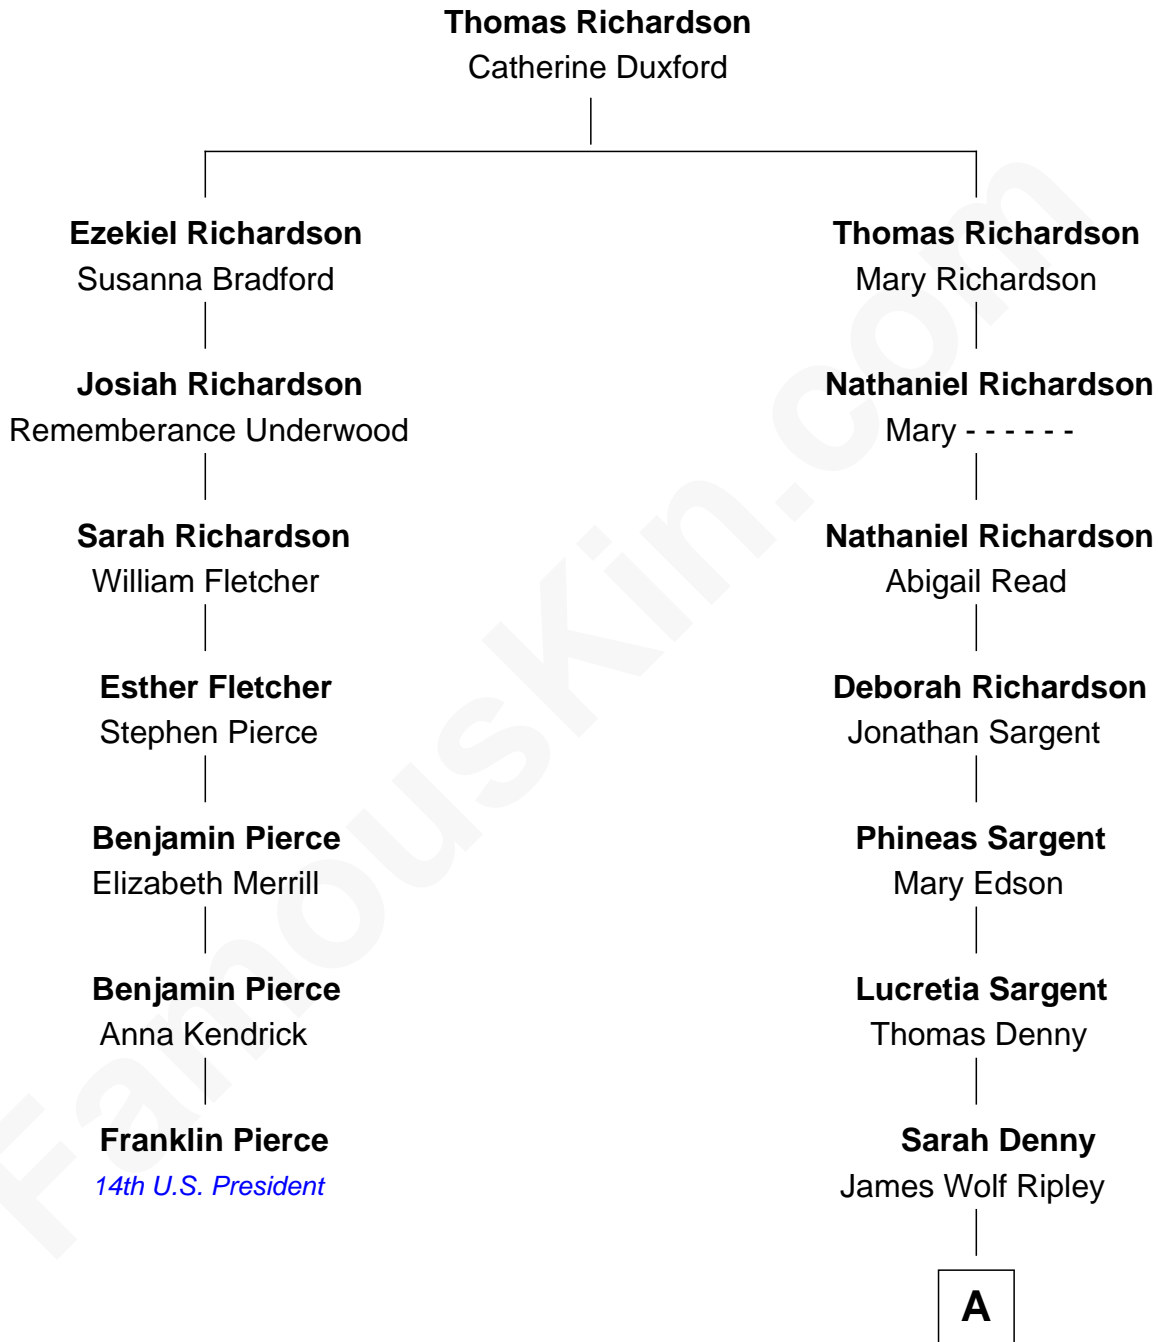 Thomas Richardson
Catherine Duxford
Ezekiel Richardson
Susanna Bradford
Thomas Richardson
Mary Richardson
Josiah Richardson
Rememberance Underwood
Nathaniel Richardson
Mary - - - - - -
Sarah Richardson
William Fletcher
Nathaniel Richardson
Abigail Read
Esther Fletcher
Stephen Pierce
Deborah Richardson
Jonathan Sargent
Benjamin Pierce
Elizabeth Merrill
Phineas Sargent
Mary Edson
Benjamin Pierce
Anna Kendrick
Lucretia Sargent
Thomas Denny
Franklin Pierce
14th U.S. President
Sarah Denny
James Wolf Ripley
A
FamousKin.com